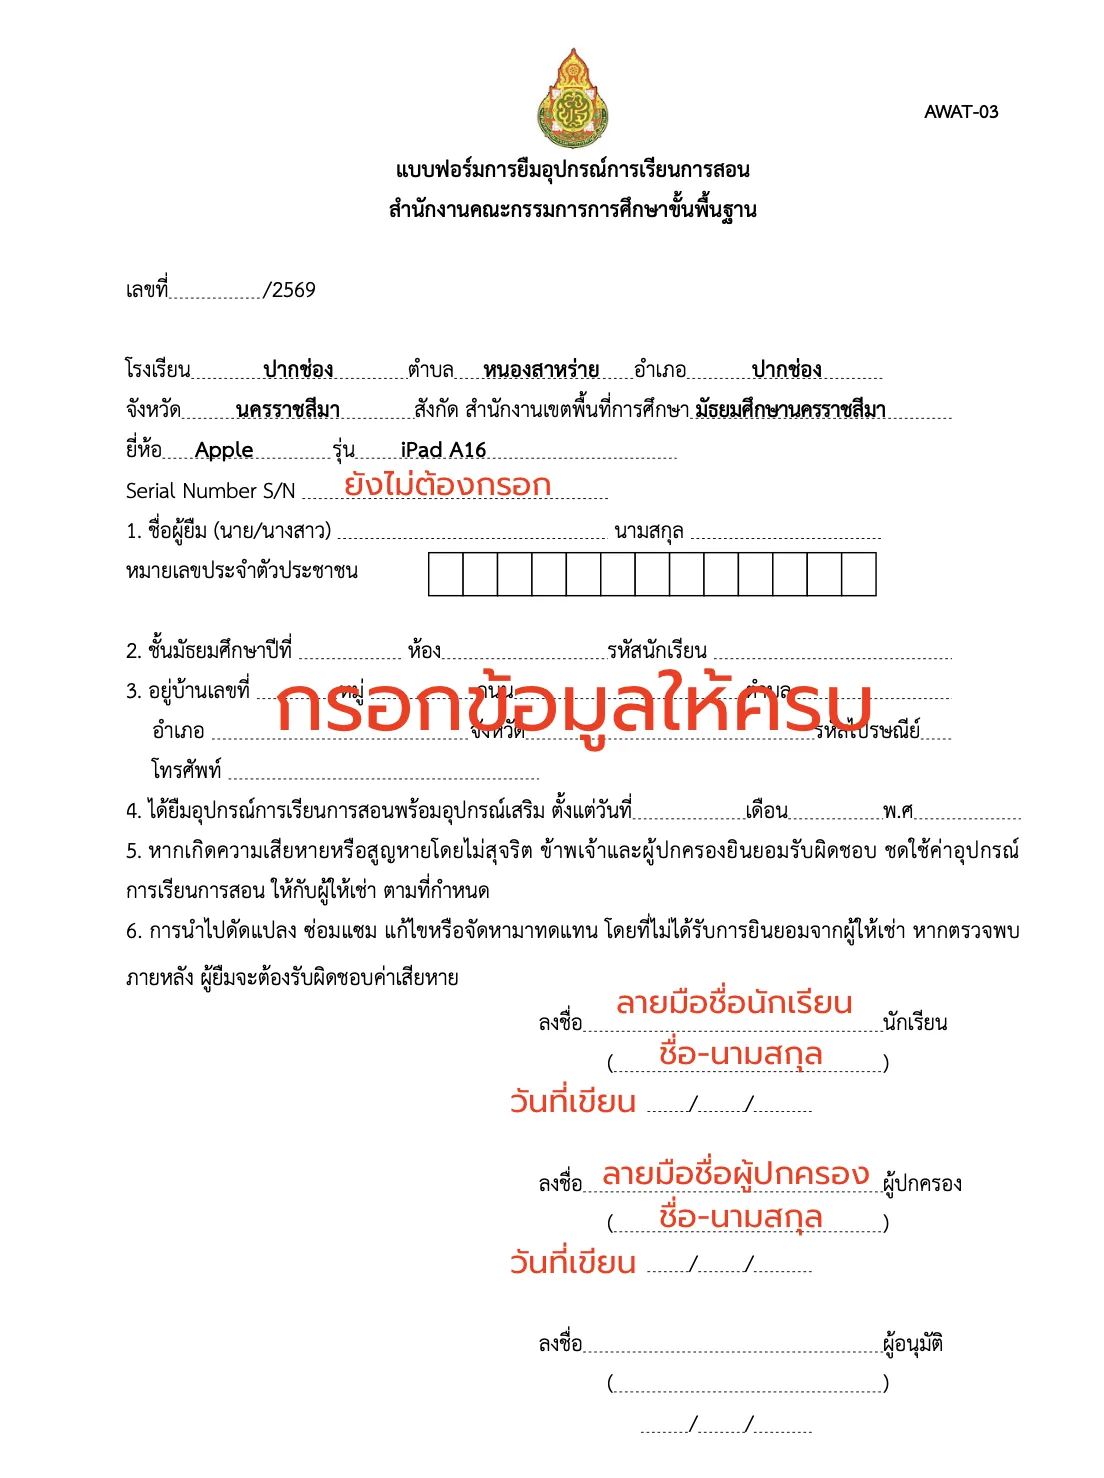 AWAT-03
แบบฟอร์มการยืมอุปกรณ์การเรียนการสอน
สำนักงานคณะกรรมการการศึกษาขั้นพื้นฐาน
เลขที่ /2569
โรงเรียน ปากช่อง ตำบล หนองสาหร่าย อำเภอ ปากช่อง
จังหวัด นครราชสีมา สังกัด สำนักงานเขตพื้นที่การศึกษา มัธยมศึกษานครราชสีมา
ยี่ห้อ Apple รุ่น iPad A16
Serial Number S/N ยังไม่ต้องกรอก
1. ชื่อผู้ยืม (นาย/นางสาว) นามสกุล
หมายเลขประจำตัวประชาชน
2. ชั้นมัธยมศึกษาปีที่ ห้อง รหัสนักเรียน
3. อยู่บ้านเลขที่ หมู่ ถนน ตำบล
กรอกข้อมูลให้ครบ
อำเภอ จังหวัด รหัสไปรษณีย์
โทรศัพท์
4. ได้ยืมอุปกรณ์การเรียนการสอนพร้อมอุปกรณ์เสริม ตั้งแต่วันที่ เดือน พ.ศ
5. หากเกิดความเสียหายหรือสูญหายโดยไม่สุจริต ข้าพเจ้าและผู้ปกครองยินยอมรับผิดชอบ ชดใช้ค่าอุปกรณ์
การเรียนการสอน ให้กับผู้ให้เช่า ตามที่กำหนด
6. การนำไปดัดแปลง ซ่อมแซม แก้ไขหรือจัดหามาทดแทน โดยที่ไม่ได้รับการยินยอมจากผู้ให้เช่า หากตรวจพบ
ภายหลัง ผู้ยืมจะต้องรับผิดชอบค่าเสียหาย
ลงชื่อ ลายมือชื่อนักเรียน นักเรียน
( ชื่อ-นามสกุล )
วันที่เขียน / /
ลงชื่อ ลายมือชื่อผู้ปกครอง ผู้ปกครอง
( ชื่อ-นามสกุล )
วันที่เขียน / /
ลงชื่อ ผู้อนุมัติ
( )
/ /